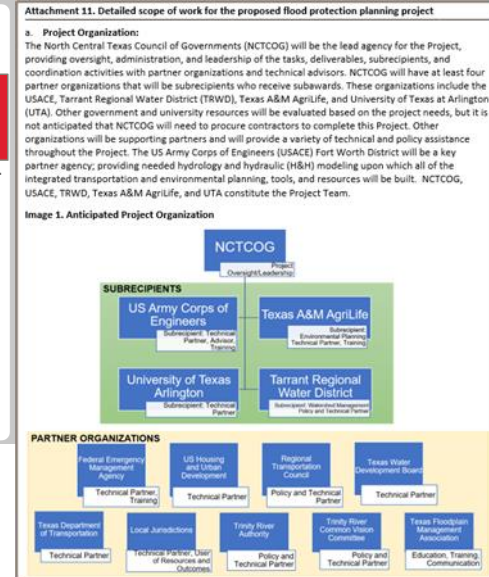 Attachment 11. Detailed scope of work for the proposed flood protection planning project
a. Project Organization:
The North Central Texas Council of Governments (NCTCOG) will be the lead agency for the Project,
providing oversight, administration, and leadership of the tasks, deliverables, subrecipients, and
coordination activities with partner organizations and technical advisors. NCTCOG will have at least four
partner organizations that will be subrecipients who receive subawards. These organizations include the
USACE, Tarrant Regional Water District (TRWD), Texas A&M AgriLife, and University of Texas at Arlington
(UTA). Other government and university resources will be evaluated based on the project needs, but it is
not anticipated that NCTCOG will need to procure contractors to complete this Project. Other
organizations will be supporting partners and will provide a variety of technical and policy assistance
throughout the Project. The US Army Corps of Engineers (USACE) Fort Worth District will be a key
partner agency; providing needed hydrology and hydraulic (H&H) modeling upon which all of the
integrated transportation and environmental planning, tools, and resources will be built. NCTCOG,
USACE, TRWD, Texas A&M AgriLife, and UTA constitute the Project Team.
Image 1. Anticipated Project Organization
NCTCOG
Project
Oversight/Leadership
SUBRECIPIENTS
US Army Corps of
Engineers
Subrecipient: Technical
Partner, Advisor,
Training
Texas A&M AgriLife
Subrecipient:
Environmental Planning
Technical Partner, Training
University of Texas
Arlington
Subrecipient: Technical
Partner
Tarrant Regional
Water District
Subrecipient: Watershed Management
Policy and Technical Partner
PARTNER ORGANIZATIONS
Federal Emergency
Management
Agency
Technical Partner,
Training
US Housing
and Urban
Development
Technical Partner
Regional
Transportation
Council
Policy and Technical
Partner
Texas Water
Development Board
Technical Partner
Texas Department
of Transportation
Technical Partner
Local Jurisdictions
Technical Partner, User
of Resources and
Outcomes
Trinity River
Authority
Policy and
Technical Partner
Trinity River
Common Vision
Committee
Policy and
Technical Partner
Texas Floodplain
Management
Association
Education, Training,
Communication